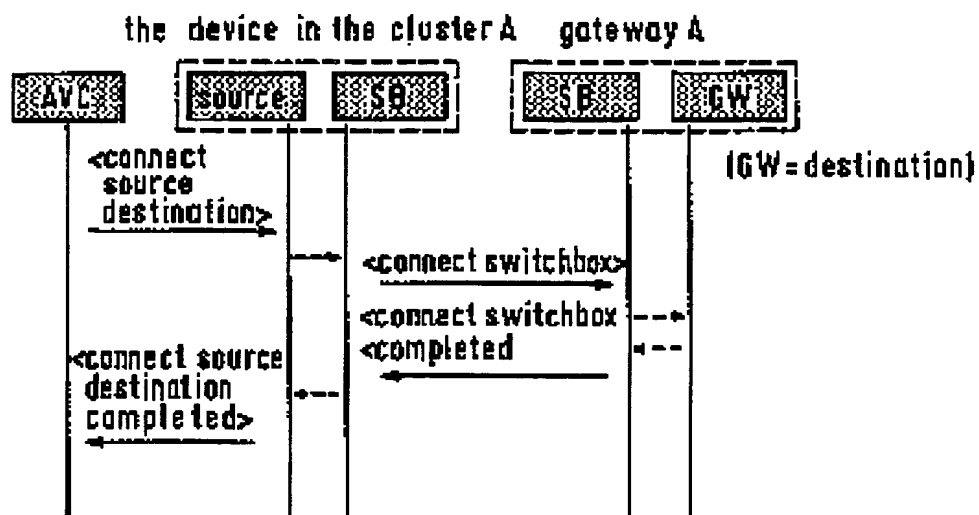 the device in the cluster A gateway A
AVC source SB SB GW
(GW=destination)
<connect
source
destination>
<connect switchbox>
<connect switchbox
<completed
<connect source
destination
completed>